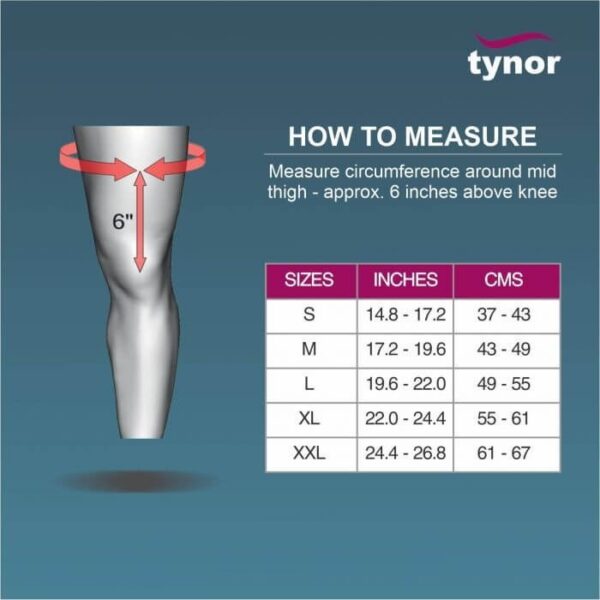 tynor
HOW TO MEASURE
Measure circumference around mid
thigh - approx. 6 inches above knee
6"
SIZES INCHES CMS
S 14.8 - 17.2 37 - 43
M 17.2 - 19.6 43 - 49
L 19.6 - 22.0 49 - 55
XL 22.0 - 24.4 55 - 61
XXL 24.4 - 26.8 61 - 67